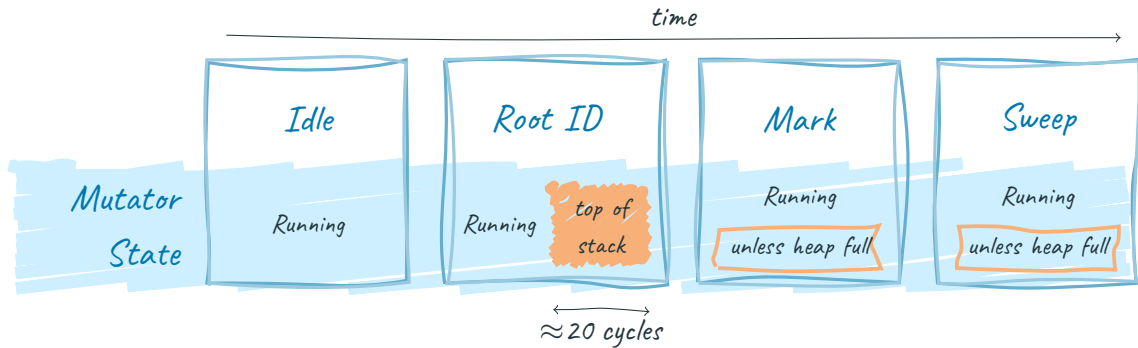 time
Idle
Root ID
Mark
Sweep
Mutator
State
Running
Running
top of
stack
Running
unless heap full
Running
unless heap full
≈20 cycles